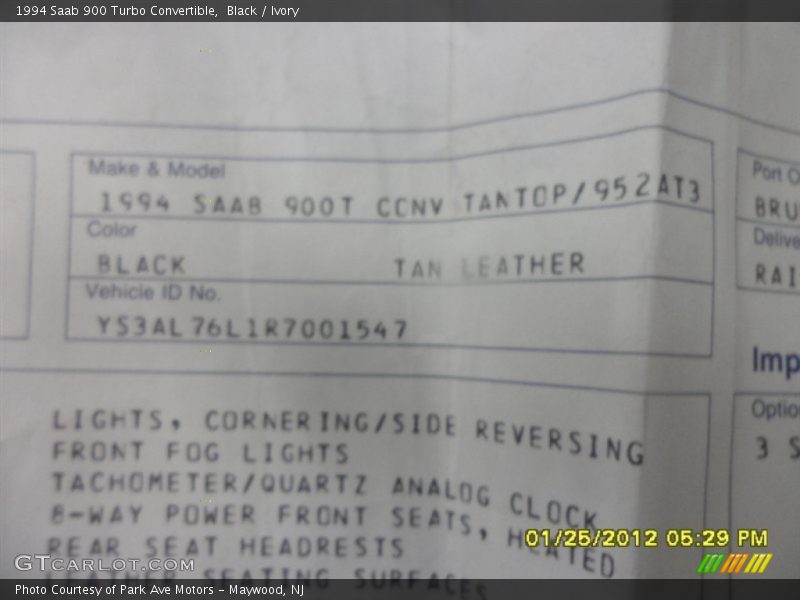 1994 Saab 900 Turbo Convertible,  Black / Ivory
Make & Model
1994 SAAB 900T CCNV TANTOP/952AT3
Color
BLACK TAN LEATHER
Vehicle ID No.
YS3AL76L1R7001547
Port O
BRU
Delive
RAI
Imp
Optio
3 S
LIGHTS, CORNERING/SIDE REVERSING
FRONT FOG LIGHTS
TACHOMETER/QUARTZ ANALOG CLOCK
8-WAY POWER FRONT SEATS, HEATED
REAR SEAT HEADRESTS
LEATHER SEATING SURFACES
01/25/2012 05:29 PM
GTCARLOT.COM
Photo Courtesy of Park Ave Motors - Maywood, NJ